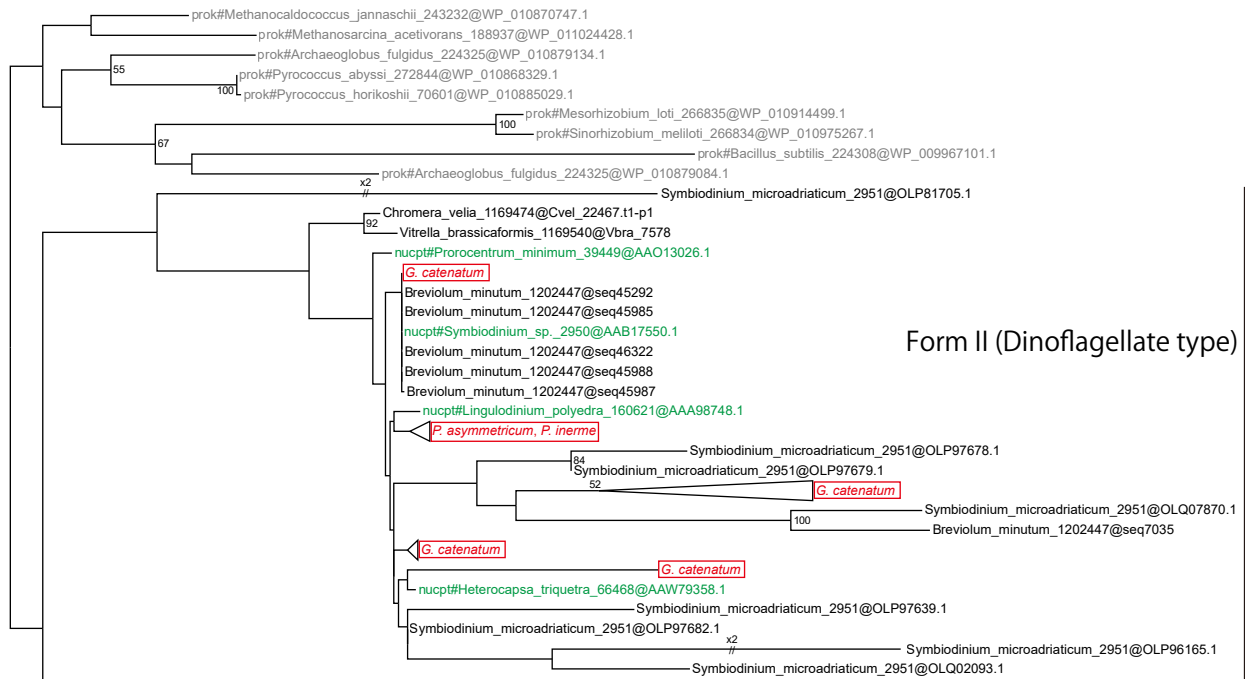 prok#Methanocaldococcus_jannaschii_243232@WP_010870747.1
prok#Methanosarcina_acetivorans_188937@WP_011024428.1
prok#Archaeoglobus_fulgidus_224325@WP_010879134.1
55
prok#Pyrococcus_abyssi_272844@WP_010868329.1
100
prok#Pyrococcus_horikoshii_70601@WP_010885029.1
prok#Mesorhizobium_loti_266835@WP_010914499.1
100
prok#Sinorhizobium_meliloti_266834@WP_010975267.1
67
prok#Bacillus_subtilis_224308@WP_009967101.1
prok#Archaeoglobus_fulgidus_224325@WP_010879084.1
x2
//
Symbiodinium_microadriaticum_2951@OLP81705.1
Chromera_velia_1169474@Cvel_22467.t1-p1
92
Vitrella_brassicaformis_1169540@Vbra_7578
nucpt#Prorocentrum_minimum_39449@AAO13026.1
G. catenatum
Breviolum_minutum_1202447@seq45292
Breviolum_minutum_1202447@seq45985
nucpt#Symbiodinium_sp._2950@AAB17550.1
Form II (Dinoflagellate type)
Breviolum_minutum_1202447@seq46322
Breviolum_minutum_1202447@seq45988
Breviolum_minutum_1202447@seq45987
nucpt#Lingulodinium_polyedra_160621@AAA98748.1
P. asymmetricum, P. inerme
Symbiodinium_microadriaticum_2951@OLP97678.1
84
Symbiodinium_microadriaticum_2951@OLP97679.1
52
G. catenatum
Symbiodinium_microadriaticum_2951@OLQ07870.1
100
Breviolum_minutum_1202447@seq7035
G. catenatum
G. catenatum
nucpt#Heterocapsa_triquetra_66468@AAW79358.1
Symbiodinium_microadriaticum_2951@OLP97639.1
Symbiodinium_microadriaticum_2951@OLP97682.1
x2
//
Symbiodinium_microadriaticum_2951@OLP96165.1
Symbiodinium_microadriaticum_2951@OLQ02093.1